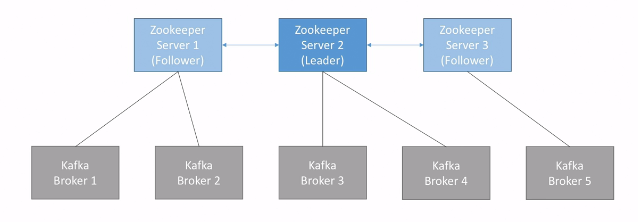 Zookeeper
Server 1
(Follower)
Zookeeper
Server 2
(Leader)
Zookeeper
Server 3
(Follower)
Kafka
Broker 1
Kafka
Broker 2
Kafka
Broker 3
Kafka
Broker 4
Kafka
Broker 5